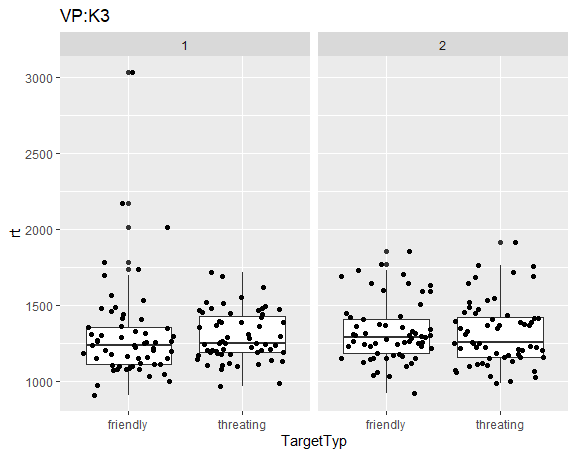 VP:K3
1
2
3000
2500
2000
1500
1000
rt
friendly
threating
friendly
threating
TargetTyp